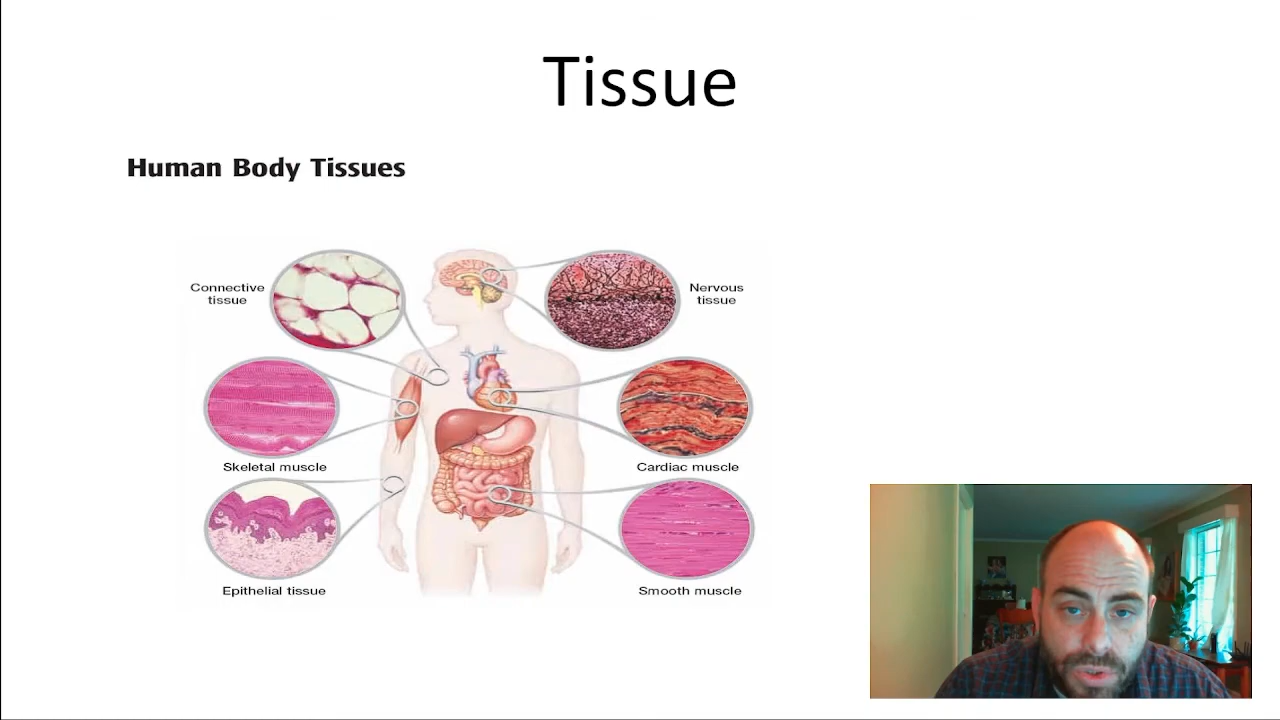 Tissue
Human Body Tissues
Connective
tissue
Nervous
tissue
Skeletal muscle
Cardiac muscle
Epithelial tissue
Smooth muscle